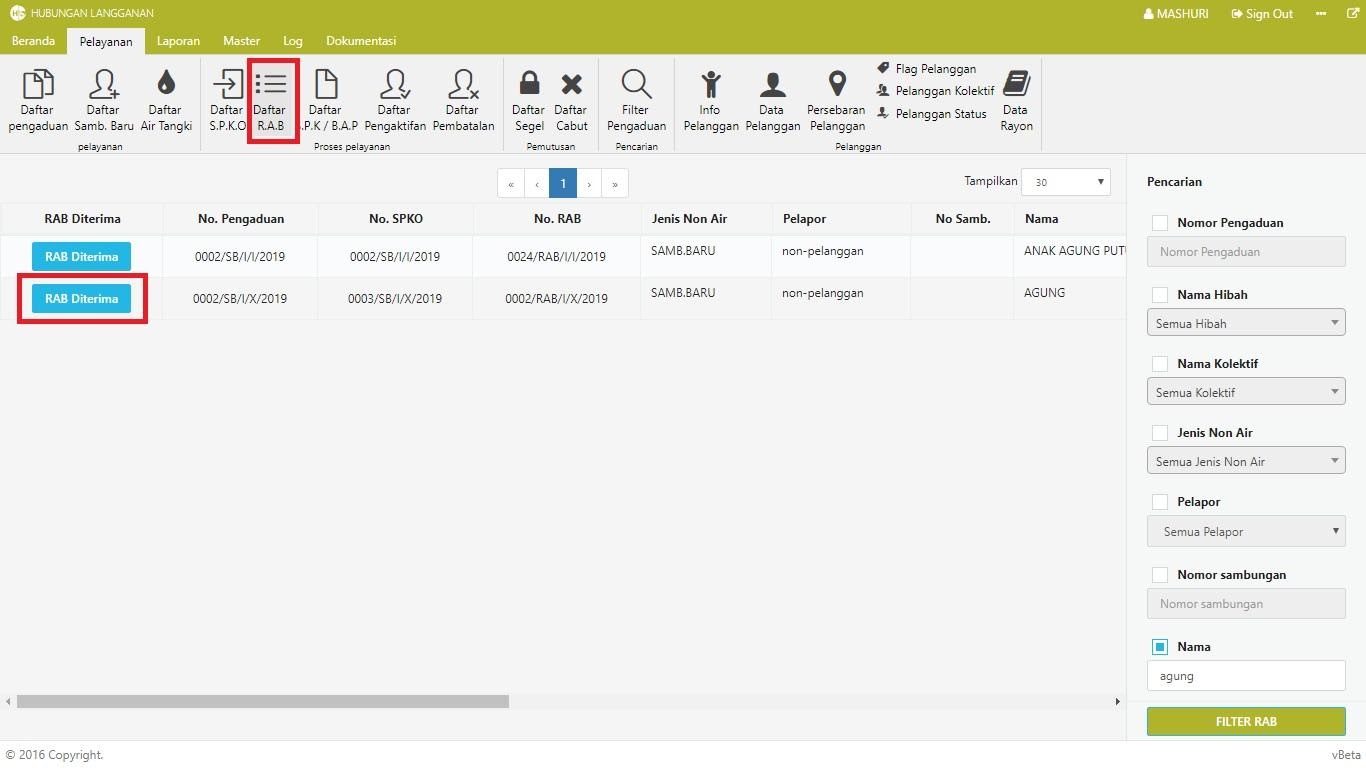 HS HUBUNGAN LANGGANAN
MASHURI Sign Out
Beranda Pelayanan Laporan Master Log Dokumentasi
Daftar pengaduan
Daftar Samb. Baru
Daftar Air Tangki
pelayanan
Daftar S.P.K.O
Daftar R.A.B
Daftar .P.K / B.A.P
Daftar Pengaktifan
Daftar Pembatalan
Proses pelayanan
Daftar Segel
Daftar Cabut
Pemutusan
Filter Pengaduan
Pencarian
Info Pelanggan
Data Pelanggan
Persebaran Pelanggan
Flag Pelanggan
Pelanggan Kolektif
Pelanggan Status
Data Rayon
Pelanggan
« ‹ 1 › »
Tampilkan 30
RAB Diterima No. Pengaduan No. SPKO No. RAB Jenis Non Air Pelapor No Samb. Nama
RAB Diterima 0002/SB/I/I/2019 0002/SB/I/I/2019 0024/RAB/I/I/2019 SAMB.BARU non-pelanggan ANAK AGUNG PUTU
RAB Diterima 0002/SB/I/X/2019 0003/SB/I/X/2019 0002/RAB/I/X/2019 SAMB.BARU non-pelanggan AGUNG
Pencarian
Nomor Pengaduan
Nomor Pengaduan
Nama Hibah
Semua Hibah
Nama Kolektif
Semua Kolektif
Jenis Non Air
Semua Jenis Non Air
Pelapor
Semua Pelapor
Nomor sambungan
Nomor sambungan
Nama
agung
FILTER RAB
© 2016 Copyright.
vBeta